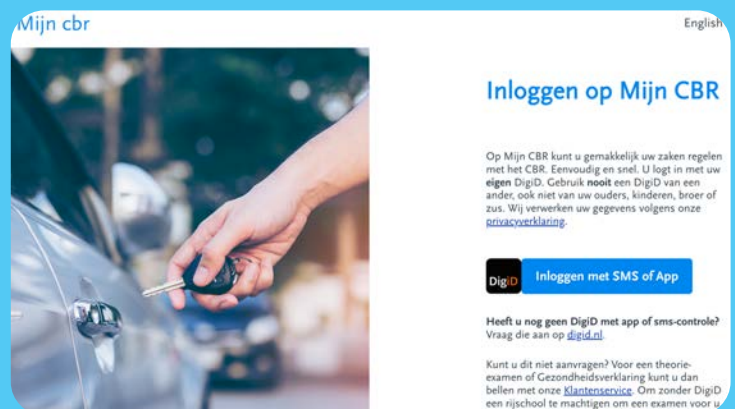 Mijn cbr
English
Inloggen op Mijn CBR
Op Mijn CBR kunt u gemakkelijk uw zaken regelen
met het CBR. Eenvoudig en snel. U logt in met uw
eigen DigiD. Gebruik nooit een DigiD van een
ander, ook niet van uw ouders, kinderen, broer of
zus. Wij verwerken uw gegevens volgens onze
privacyverklaring.
DigiD
Inloggen met SMS of App
Heeft u nog geen DigiD met app of sms-controle?
Vraag die aan op digid.nl.
Kunt u dit niet aanvragen? Voor een theorie-
examen of Gezondheidsverklaring kunt u dan
bellen met onze Klantenservice. Om zonder DigiD
een rijschool te machtigen om een examen voor u